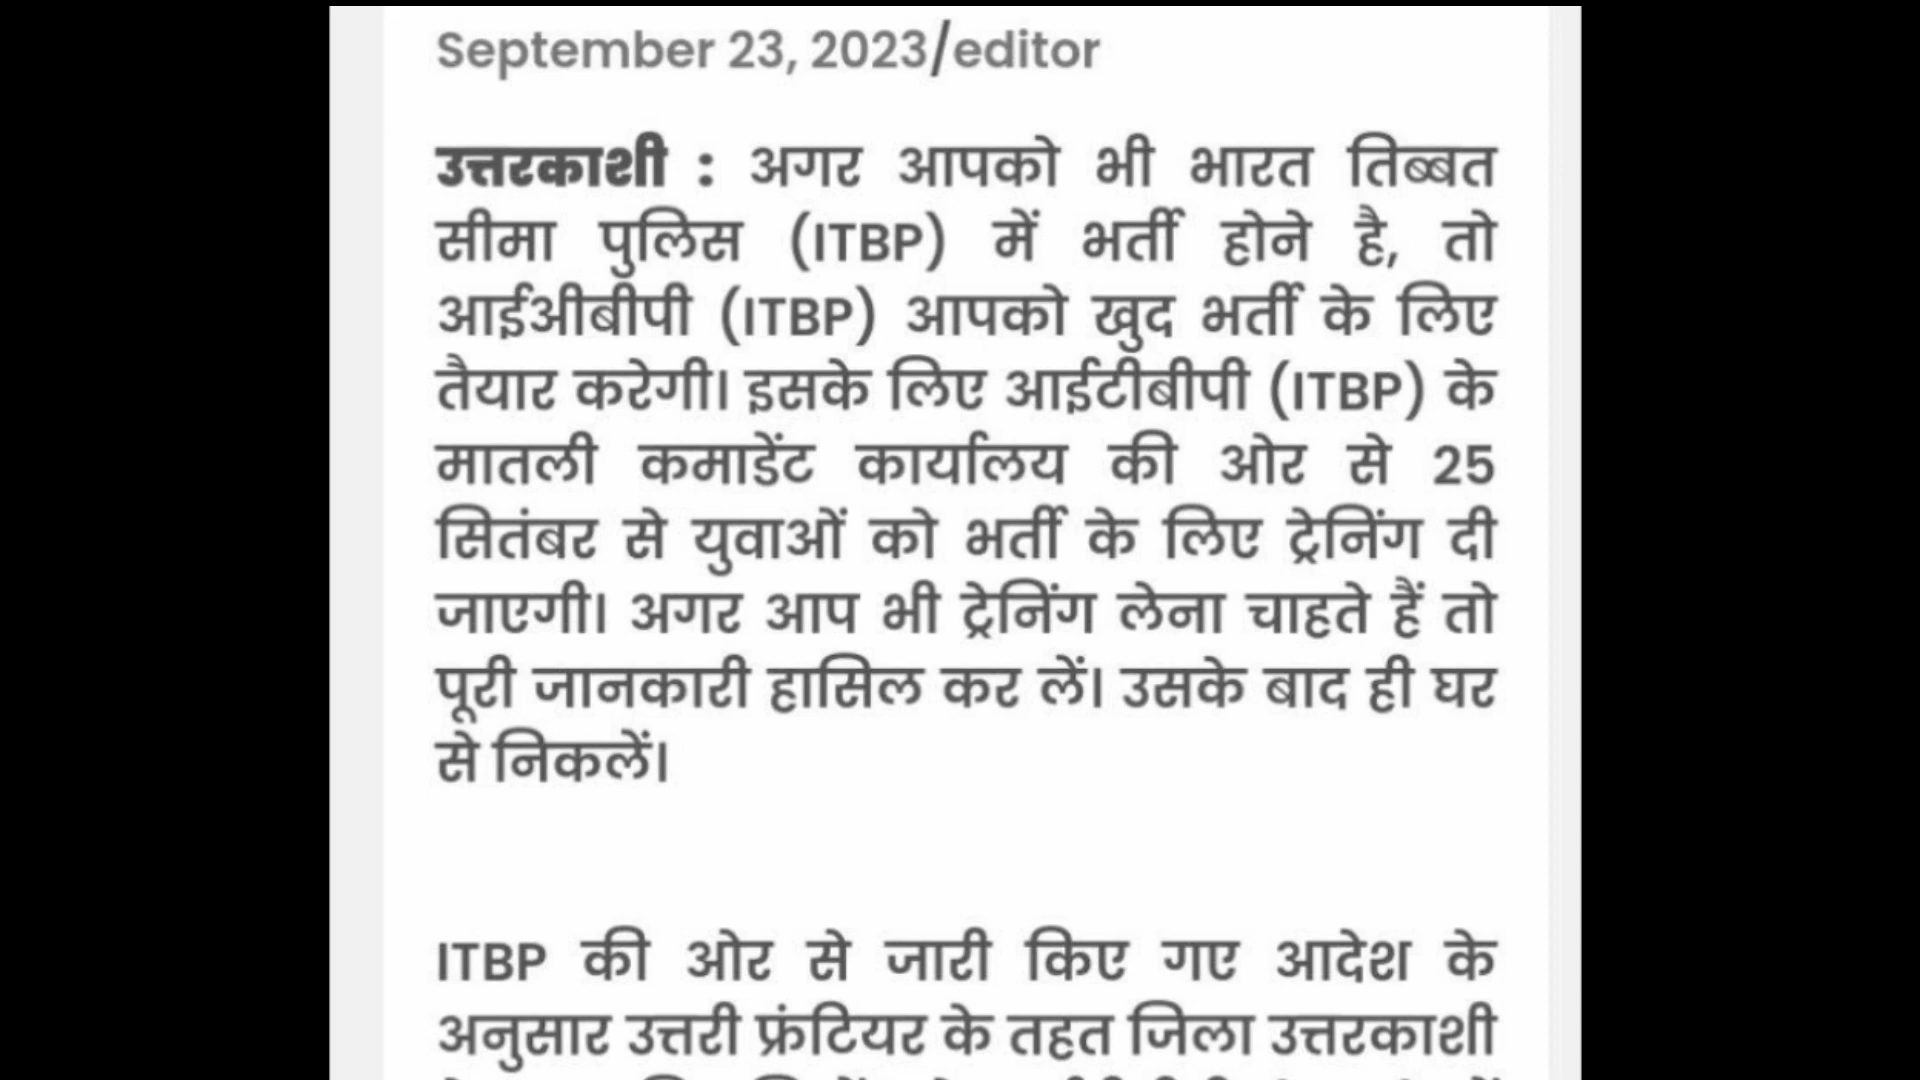 September 23, 2023/editor
उत्तरकाशी : अगर आपको भी भारत तिब्बत
सीमा पुलिस (ITBP) में भर्ती होने है, तो
आईओबीपी (ITBP) आपको खुद भर्ती के लिए
तैयार करेगी। इसके लिए आईटीबीपी (ITBP) के
मातली कमाडेंट कार्यालय की ओर से 25
सितंबर से युवाओं को भर्ती के लिए ट्रेनिंग दी
जाएगी। अगर आप भी ट्रेनिंग लेना चाहते हैं तो
पूरी जानकारी हासिल कर लें। उसके बाद ही घर
से निकलें।
ITBP की ओर से जारी किए गए आदेश के
अनुसार उत्तरी फ्रंटियर के तहत जिला उत्तरकाशी